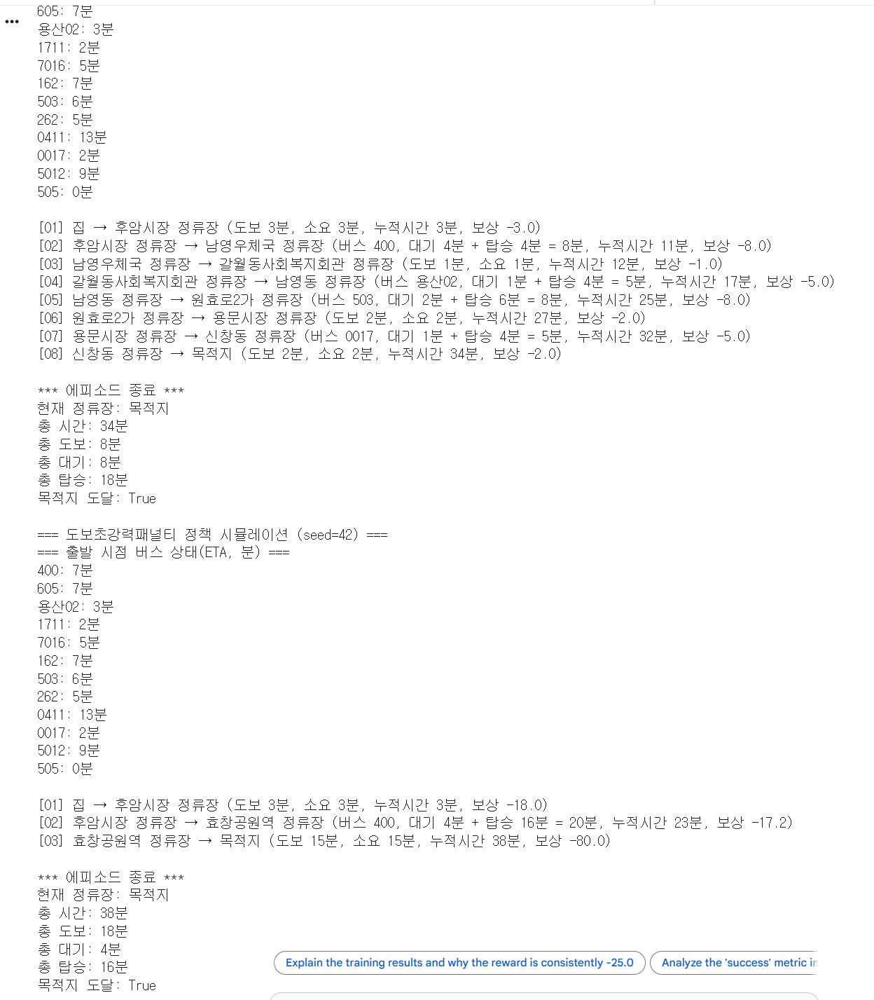 605: 7분
용산02: 3분
1711: 2분
7016: 5분
162: 7분
503: 6분
262: 5분
0411: 13분
0017: 2분
5012: 9분
505: 0분
[01] 집 → 후암시장 정류장 (도보 3분, 소요 3분, 누적시간 3분, 보상 -3.0)
[02] 후암시장 정류장 → 남영우체국 정류장 (버스 400, 대기 4분 + 탑승 4분 = 8분, 누적시간 11분, 보상 -8.0)
[03] 남영우체국 정류장 → 갈월동사회복지회관 정류장 (도보 1분, 소요 1분, 누적시간 12분, 보상 -1.0)
[04] 갈월동사회복지회관 정류장 → 남영동 정류장 (버스 용산02, 대기 1분 + 탑승 4분 = 5분, 누적시간 17분, 보상 -5.0)
[05] 남영동 정류장 → 원효로2가 정류장 (버스 503, 대기 2분 + 탑승 6분 = 8분, 누적시간 25분, 보상 -8.0)
[06] 원효로2가 정류장 → 용문시장 정류장 (도보 2분, 소요 2분, 누적시간 27분, 보상 -2.0)
[07] 용문시장 정류장 → 신창동 정류장 (버스 0017, 대기 1분 + 탑승 4분 = 5분, 누적시간 32분, 보상 -5.0)
[08] 신창동 정류장 → 목적지 (도보 2분, 소요 2분, 누적시간 34분, 보상 -2.0)
*** 에피소드 종료 ***
현재 정류장: 목적지
총 시간: 34분
총 도보: 8분
총 대기: 8분
총 탑승: 18분
목적지 도달: True
=== 도보초강력패널티 정책 시뮬레이션 (seed=42) ===
=== 출발 시점 버스 상태(ETA, 분) ===
400: 7분
605: 7분
용산02: 3분
1711: 2분
7016: 5분
162: 7분
503: 6분
262: 5분
0411: 13분
0017: 2분
5012: 9분
505: 0분
[01] 집 → 후암시장 정류장 (도보 3분, 소요 3분, 누적시간 3분, 보상 -18.0)
[02] 후암시장 정류장 → 효창공원역 정류장 (버스 400, 대기 4분 + 탑승 16분 = 20분, 누적시간 23분, 보상 -17.2)
[03] 효창공원역 정류장 → 목적지 (도보 15분, 소요 15분, 누적시간 38분, 보상 -80.0)
*** 에피소드 종료 ***
현재 정류장: 목적지
총 시간: 38분
총 도보: 18분
총 대기: 4분
총 탑승: 16분
목적지 도달: True
Explain the training results and why the reward is consistently -25.0
Analyze the 'success' metric in